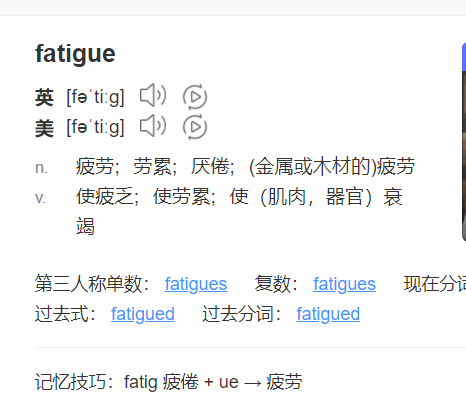 fatigue
英 [fəˈtiːɡ]
美 [fəˈtiːɡ]
n. 疲劳；劳累；厌倦；(金属或木材的)疲劳
v. 使疲乏；使劳累；使（肌肉，器官）衰
竭
第三人称单数： fatigues 复数： fatigues 现在分词
过去式： fatigued 过去分词： fatigued
记忆技巧：fatig 疲倦 + ue → 疲劳